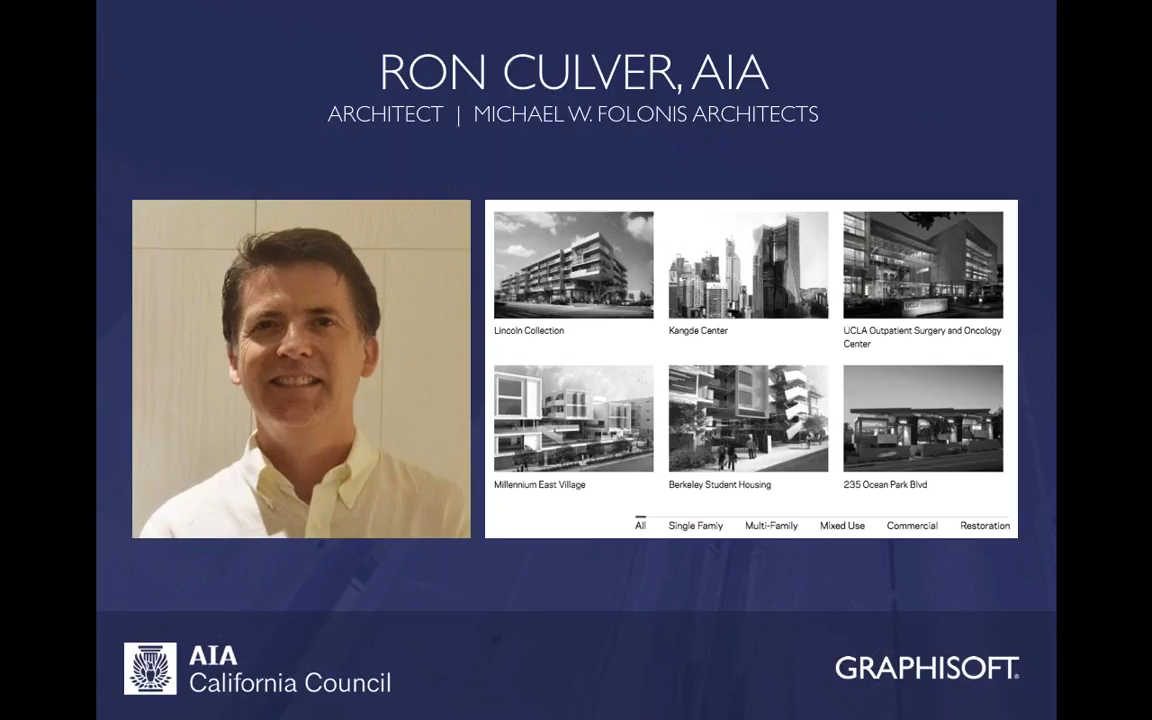 RON CULVER, AIA
ARCHITECT | MICHAEL W. FOLONIS ARCHITECTS
Lincoln Collection
Kangde Center
UCLA Outpatient Surgery and Oncology
Center
Millennium East Village
Berkeley Student Housing
235 Ocean Park Blvd
All Single Famiy Multi-Family Mixed Use Commercial Restoration
AIA
California Council
GRAPHISOFT®